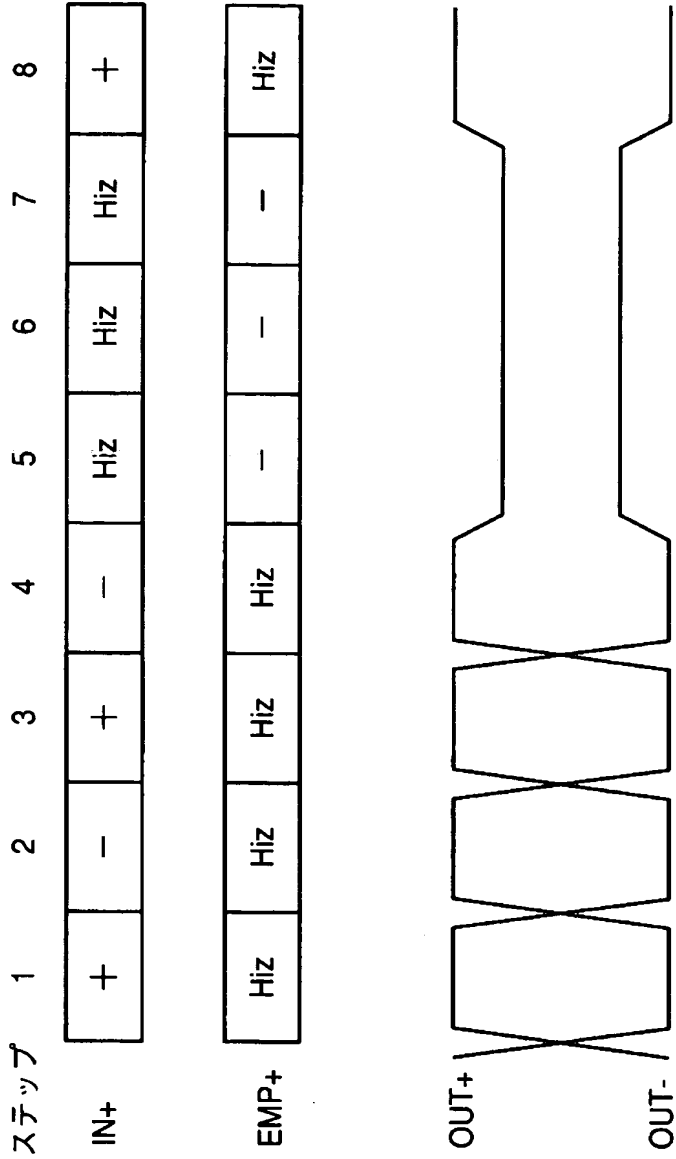 ステップ 1 2 3 4 5 6 7 8
IN+ + − + − Hiz Hiz Hiz +
EMP+ Hiz Hiz Hiz Hiz − − − Hiz
OUT+
OUT-